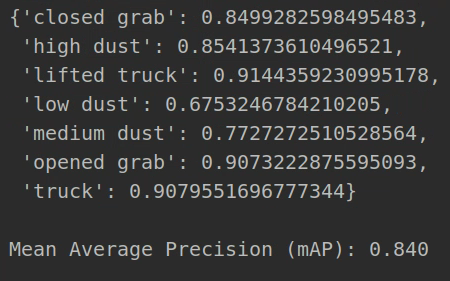 {'closed grab': 0.8499282598495483,
'high dust': 0.8541373610496521,
'lifted truck': 0.9144359230995178,
'low dust': 0.6753246784210205,
'medium dust': 0.7727272510528564,
'opened grab': 0.9073222875595093,
'truck': 0.9079551696777344}
Mean Average Precision (mAP): 0.840